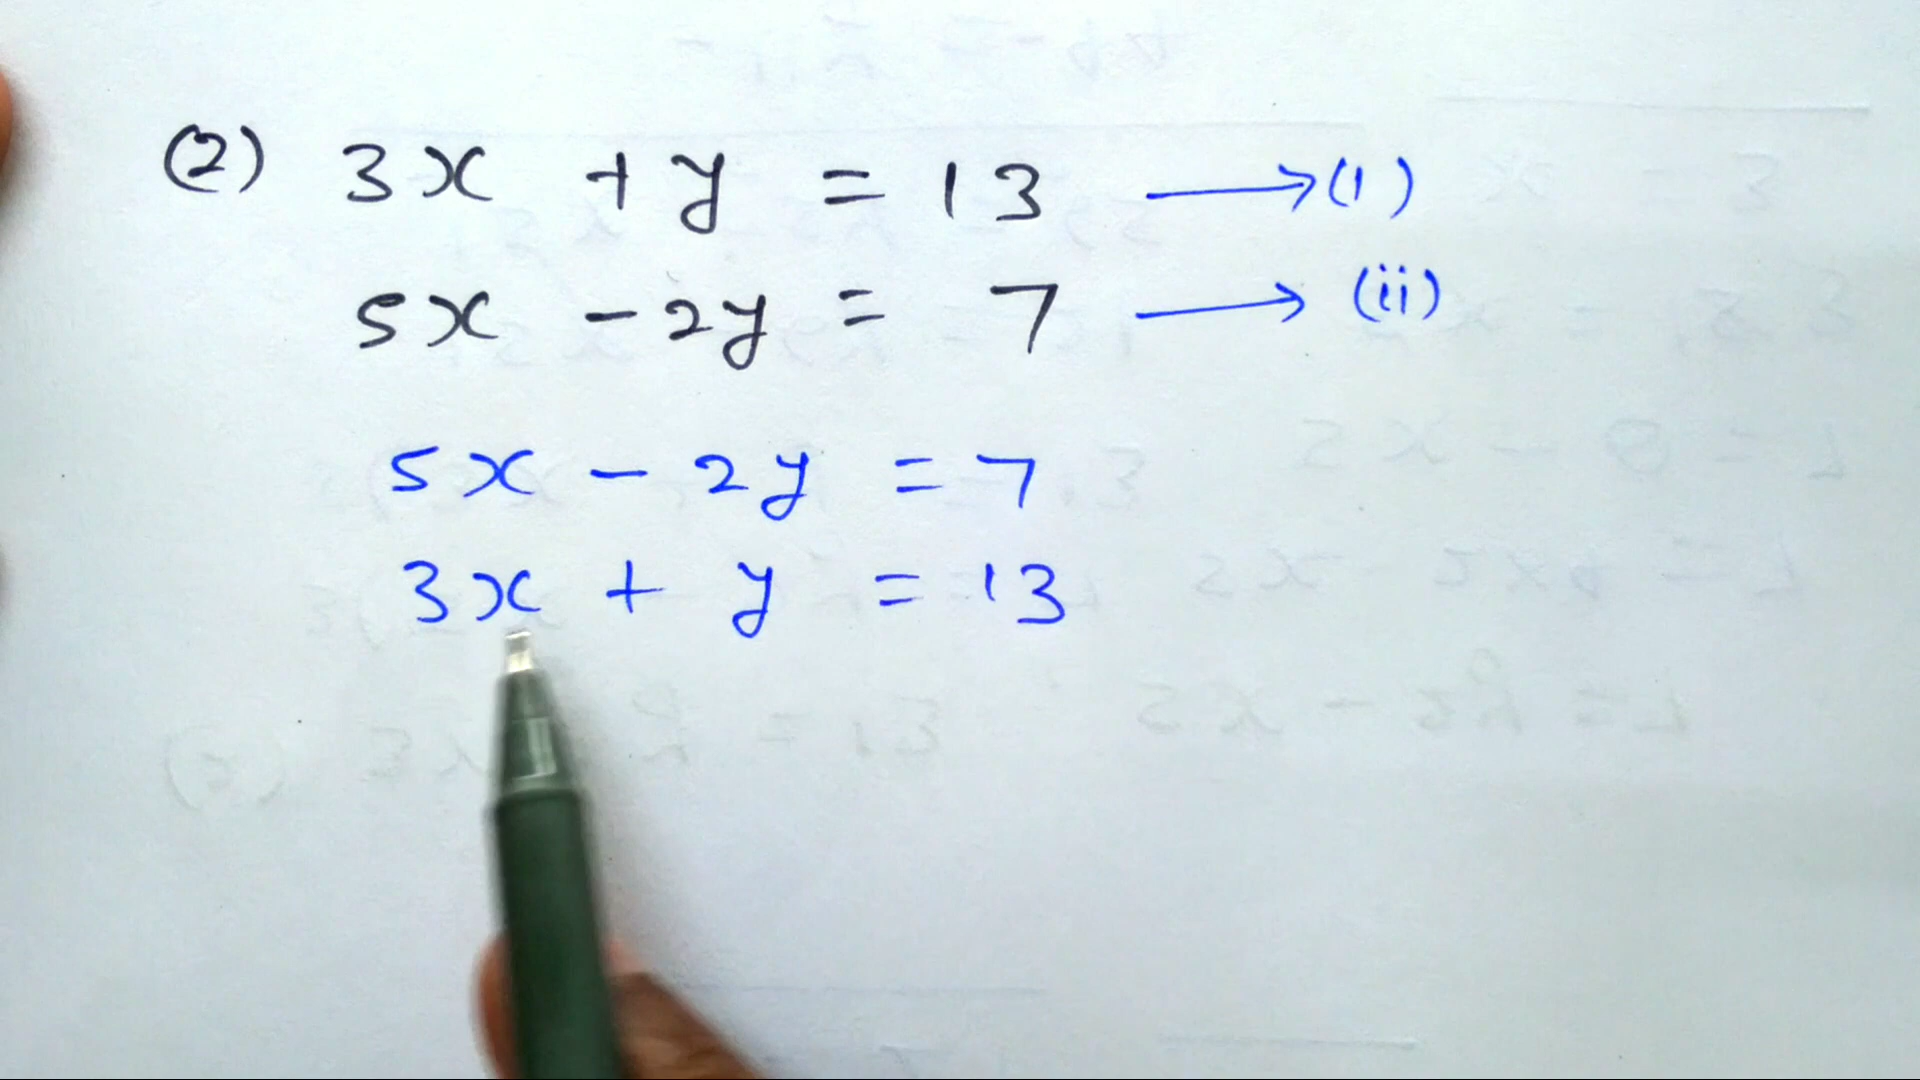 (2) 3x + y = 13 ⟶ (i)
5x - 2y = 7 ⟶ (ii)
5x - 2y = 7
3x + y = 13